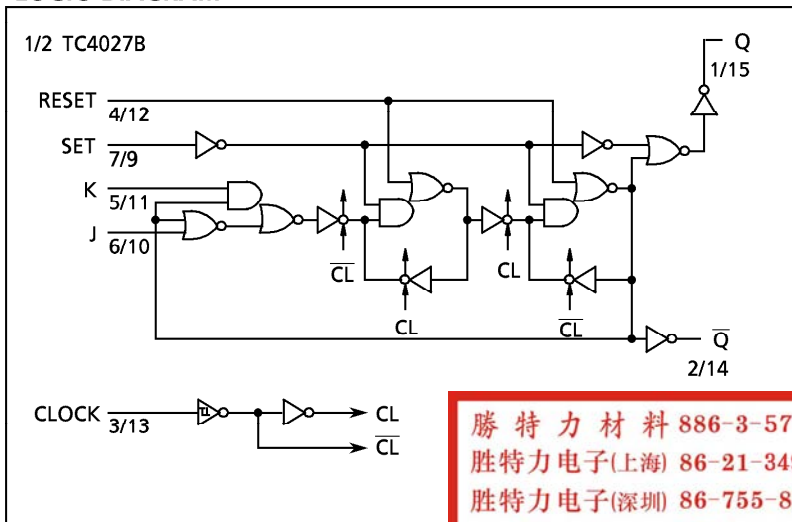 1/2 TC4027B
Q
1/15
RESET
4/12
SET
7/9
K
5/11
J
6/10
CL
CL
CL
CL
Q
2/14
CLOCK
3/13
CL
CL
勝特力材料 886-3-57
胜特力电子(上海) 86-21-34
胜特力电子(深圳) 86-755-8